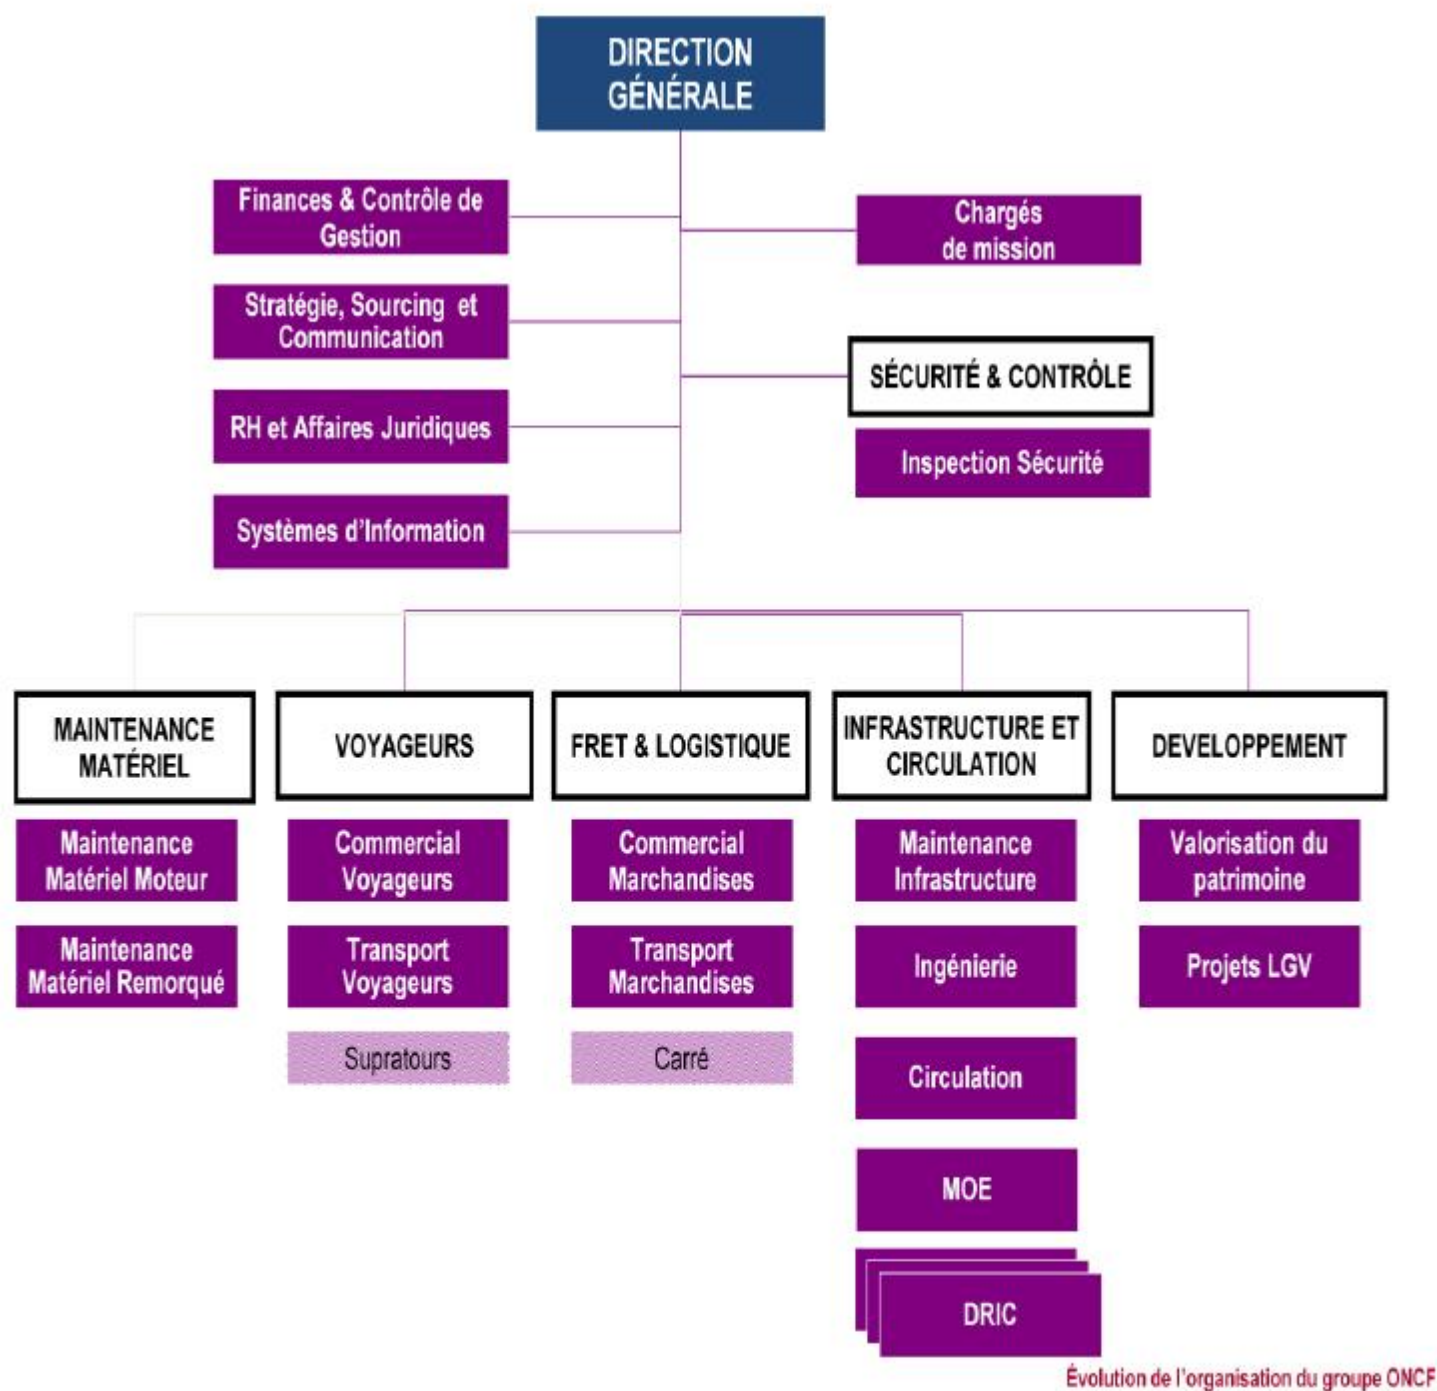 DIRECTION
GÉNÉRALE
Finances & Contrôle de
Gestion
Chargés
de mission
Stratégie, Sourcing et
Communication
SÉCURITÉ & CONTRÔLE
RH et Affaires Juridiques
Inspection Sécurité
Systèmes d'Information
MAINTENANCE
MATÉRIEL
VOYAGEURS
FRET & LOGISTIQUE
INFRASTRUCTURE ET
CIRCULATION
DEVELOPPEMENT
Maintenance
Matériel Moteur
Commercial
Voyageurs
Commercial
Marchandises
Maintenance
Infrastructure
Valorisation du
patrimoine
Maintenance
Matériel Remorqué
Transport
Voyageurs
Transport
Marchandises
Ingénierie
Projets LGV
Supratours
Carré
Circulation
MOE
DRIC
Évolution de l'organisation du groupe ONCF